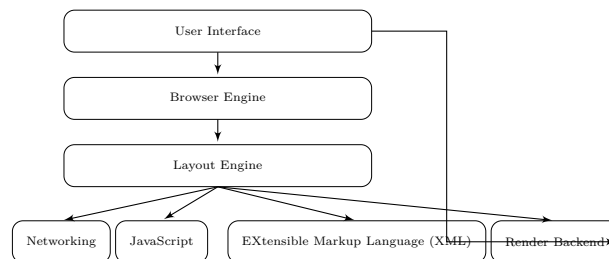 User Interface
Browser Engine
Layout Engine
Networking
JavaScript
EXtensible Markup Language (XML)
Render Backend